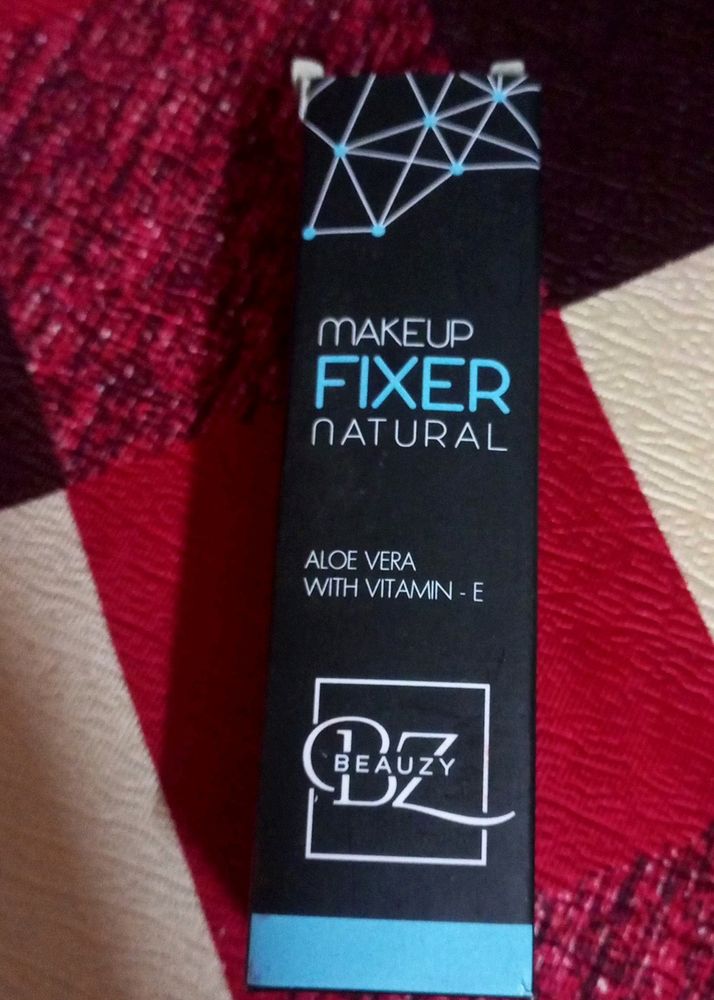 MAKEUP
FIXER
NATURAL
ALOE VERA
WITH VITAMIN - E
BZ
BEAUZY